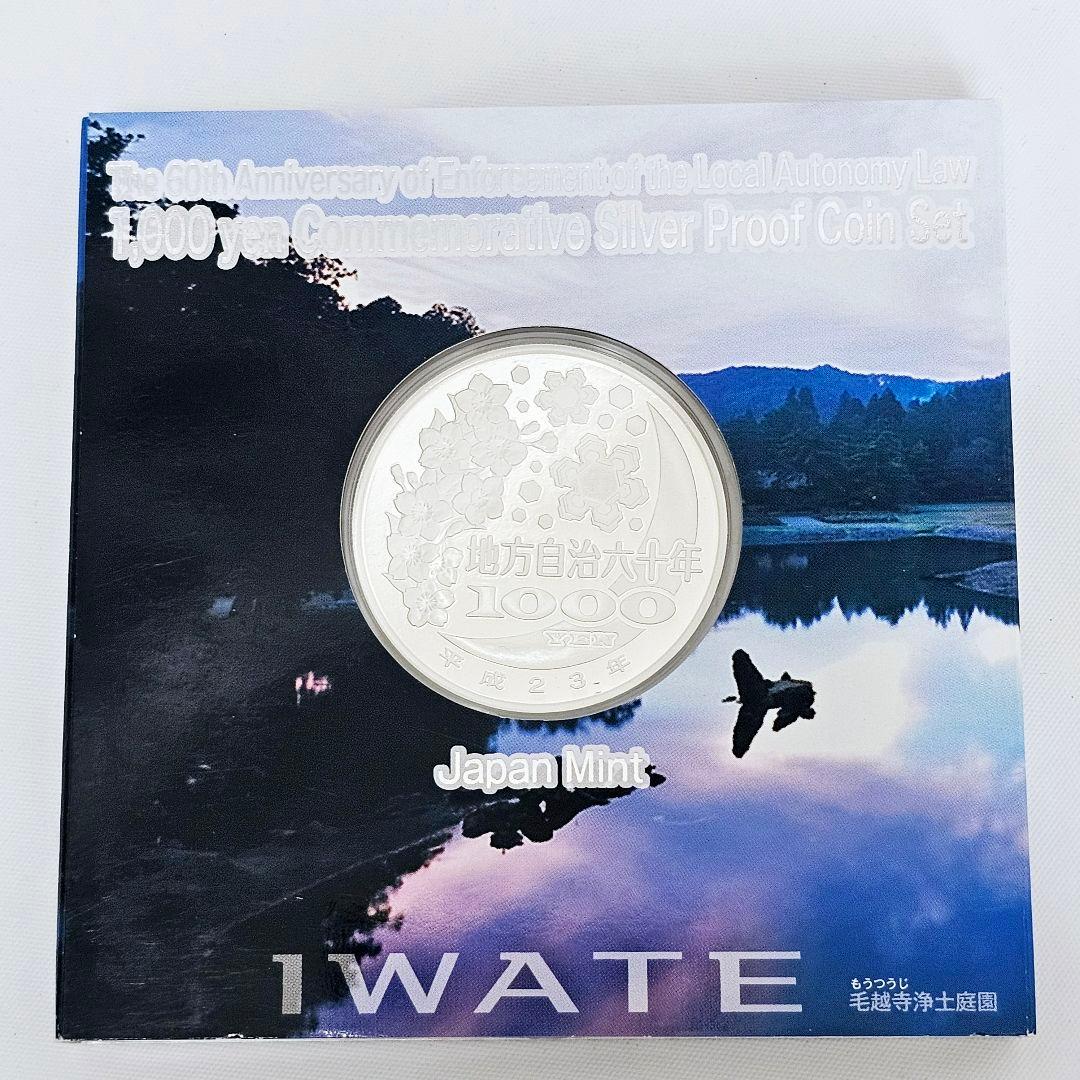 The 60th Anniversary of Enforcement of the Local Autonomy Law
1,000 yen Commemorative Silver Proof Coin Set
地方自治六十年
1000
YEN
平成23年
Japan Mint
IWATE
もうつうじ
毛越寺浄土庭園